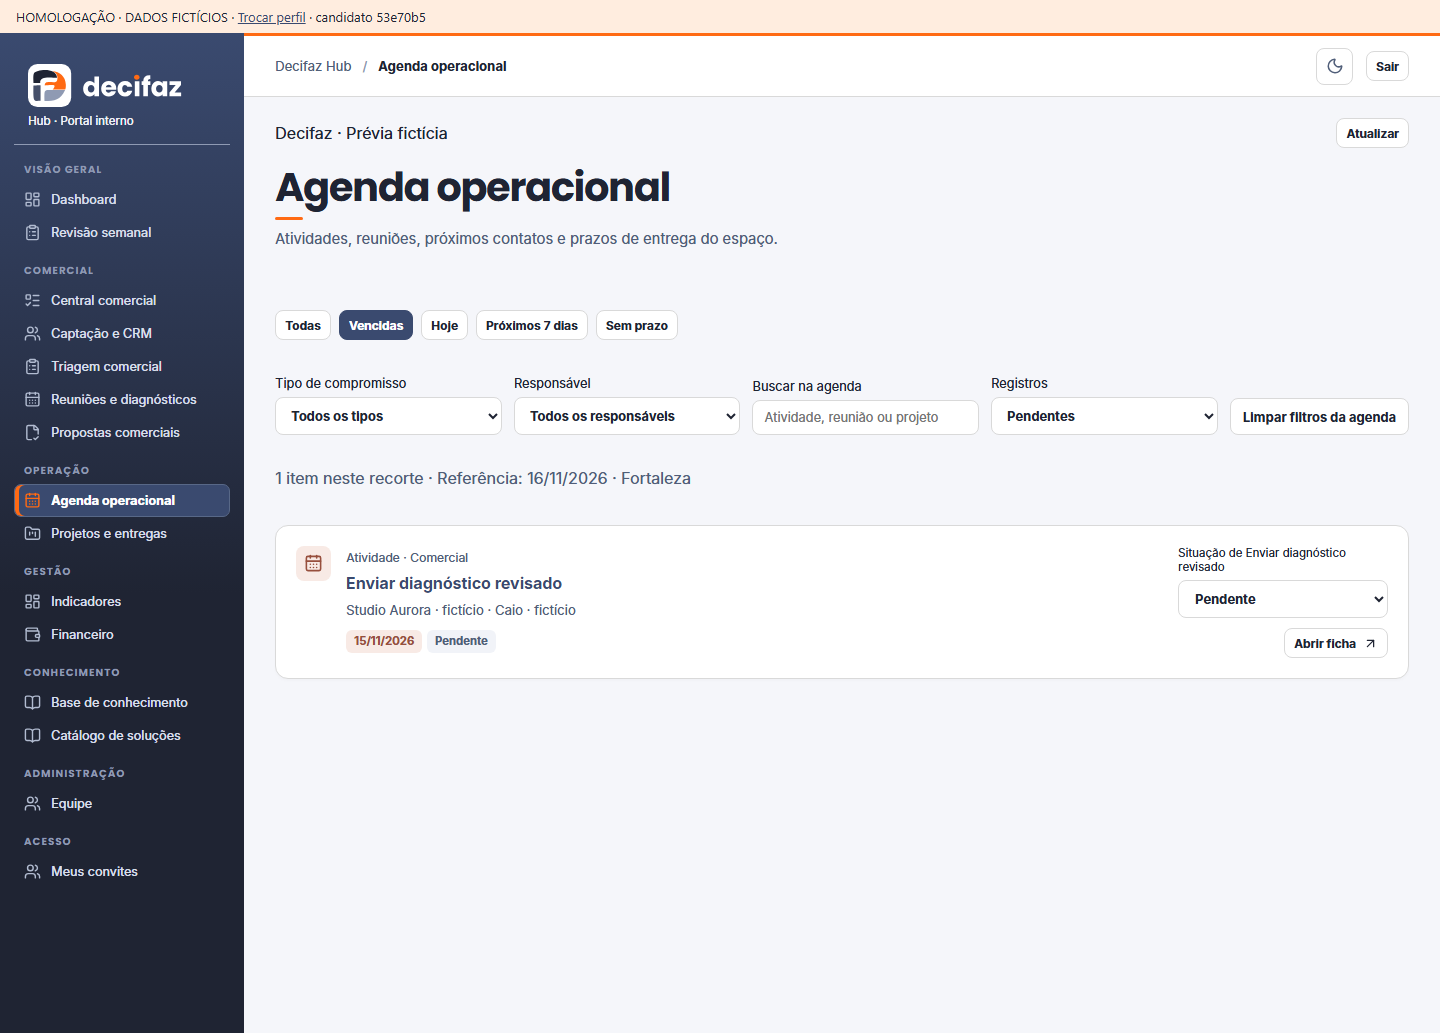 HOMOLOGAÇÃO · DADOS FICTÍCIOS · Trocar perfil · candidato 53e70b5
decifaz
Hub · Portal interno
VISÃO GERAL
Dashboard
Revisão semanal
COMERCIAL
Central comercial
Captação e CRM
Triagem comercial
Reuniões e diagnósticos
Propostas comerciais
OPERAÇÃO
Agenda operacional
Projetos e entregas
GESTÃO
Indicadores
Financeiro
CONHECIMENTO
Base de conhecimento
Catálogo de soluções
ADMINISTRAÇÃO
Equipe
ACESSO
Meus convites
Decifaz Hub / Agenda operacional
Sair
Decifaz · Prévia fictícia
Atualizar
Agenda operacional
Atividades, reuniões, próximos contatos e prazos de entrega do espaço.
Todas Vencidas Hoje Próximos 7 dias Sem prazo
Tipo de compromisso Responsável Buscar na agenda Registros
Todos os tipos Todos os responsáveis Atividade, reunião ou projeto Pendentes Limpar filtros da agenda
1 item neste recorte · Referência: 16/11/2026 · Fortaleza
Atividade · Comercial
Enviar diagnóstico revisado
Studio Aurora · fictício · Caio · fictício
15/11/2026 Pendente
Situação de Enviar diagnóstico
revisado
Pendente
Abrir ficha